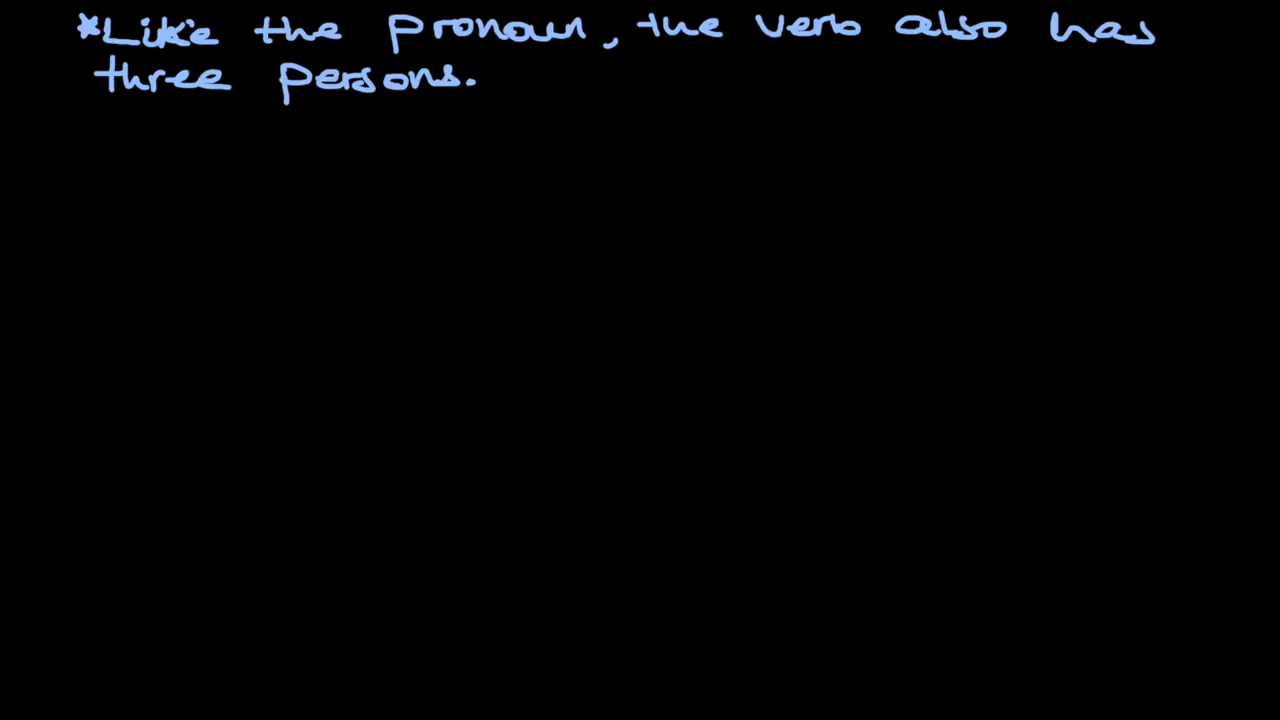 *Like the pronoun, the verb also has
three persons.